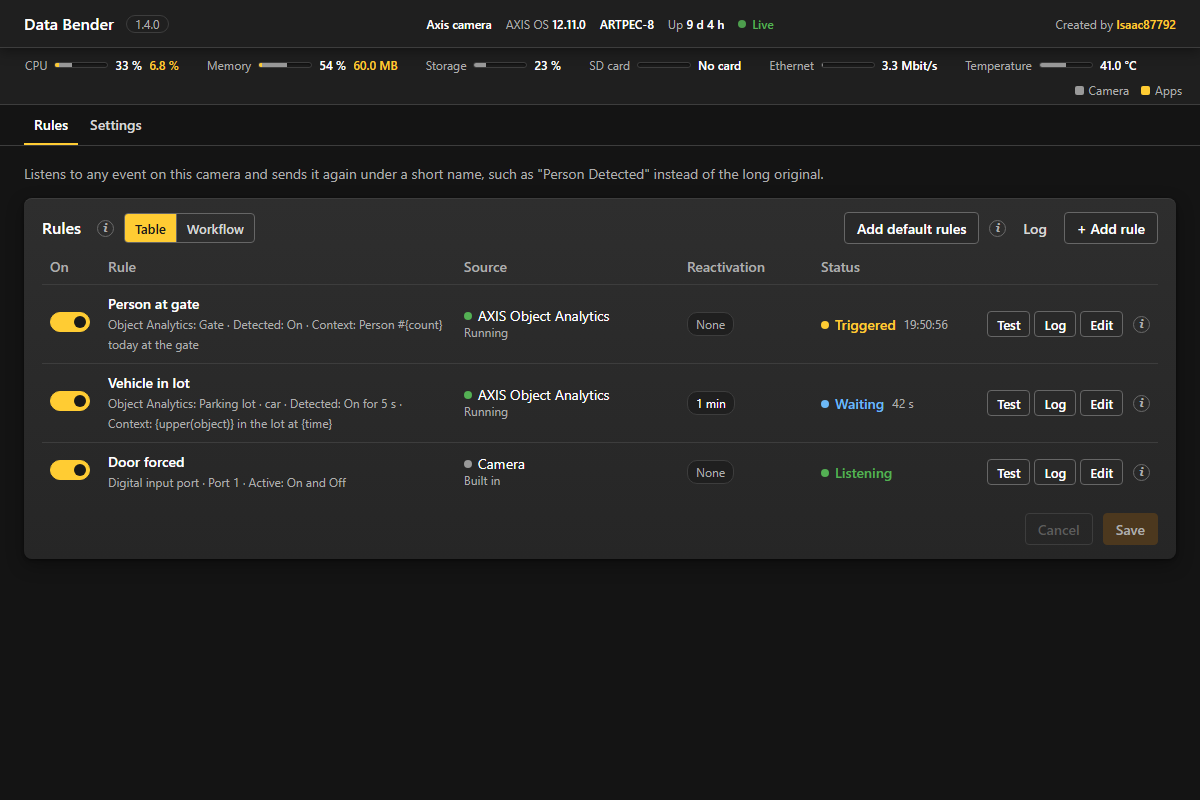 Data Bender 1.4.0 Axis camera AXIS OS 12.11.0 ARTPEC-8 Up 9 d 4 h Live Created by Isaac87792
CPU 33 % 6.8 % Memory 54 % 60.0 MB Storage 23 % SD card No card Ethernet 3.3 Mbit/s Temperature 41.0 °C
Camera Apps
Rules Settings
Listens to any event on this camera and sends it again under a short name, such as "Person Detected" instead of the long original.
Rules i Table Workflow Add default rules i Log + Add rule
On Rule Source Reactivation Status
Person at gate
Object Analytics: Gate · Detected: On · Context: Person #{count}
today at the gate
AXIS Object Analytics
Running
None
Triggered 19:50:56
Test Log Edit i
Vehicle in lot
Object Analytics: Parking lot · car · Detected: On for 5 s ·
Context: {upper(object)} in the lot at {time}
AXIS Object Analytics
Running
1 min
Waiting 42 s
Test Log Edit i
Door forced
Digital input port · Port 1 · Active: On and Off
Camera
Built in
None
Listening
Test Log Edit i
Cancel Save